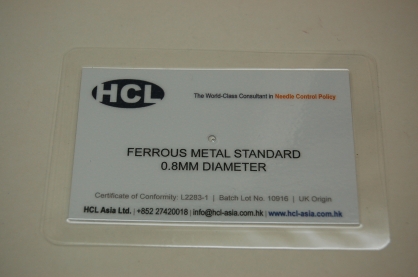 HCL
The World-Class Consultant in Needle Control Policy
FERROUS METAL STANDARD
0.8MM DIAMETER
Certificate of Conformity: L2283-1 | Batch Lot No. 10916 | UK Origin
HCL Asia Ltd. | +852 27420018 | info@hcl-asia.com.hk | www.hcl-asia.com.hk